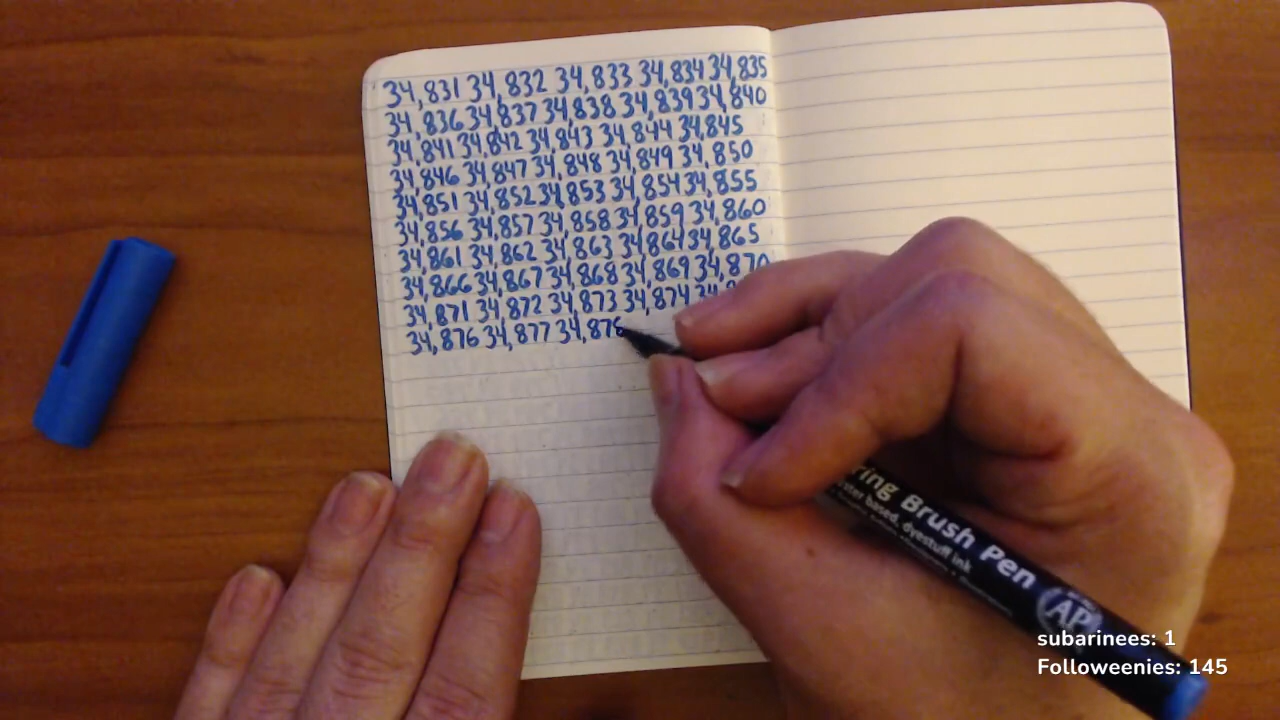 34,831 34,832 34,833 34,834 34,835
34,836 34,837 34,838 34,839 34,840
34,841 34,842 34,843 34,844 34,845
34,846 34,847 34,848 34,849 34,850
34,851 34,852 34,853 34,854 34,855
34,856 34,857 34,858 34,859 34,860
34,861 34,862 34,863 34,864 34,865
34,866 34,867 34,868 34,869 34,870
34,871 34,872 34,873 34,874
34,876 34,877 34,878
Brush Pen
based, dyestuff ink
AP
subarinees: 1
Followeenies: 145